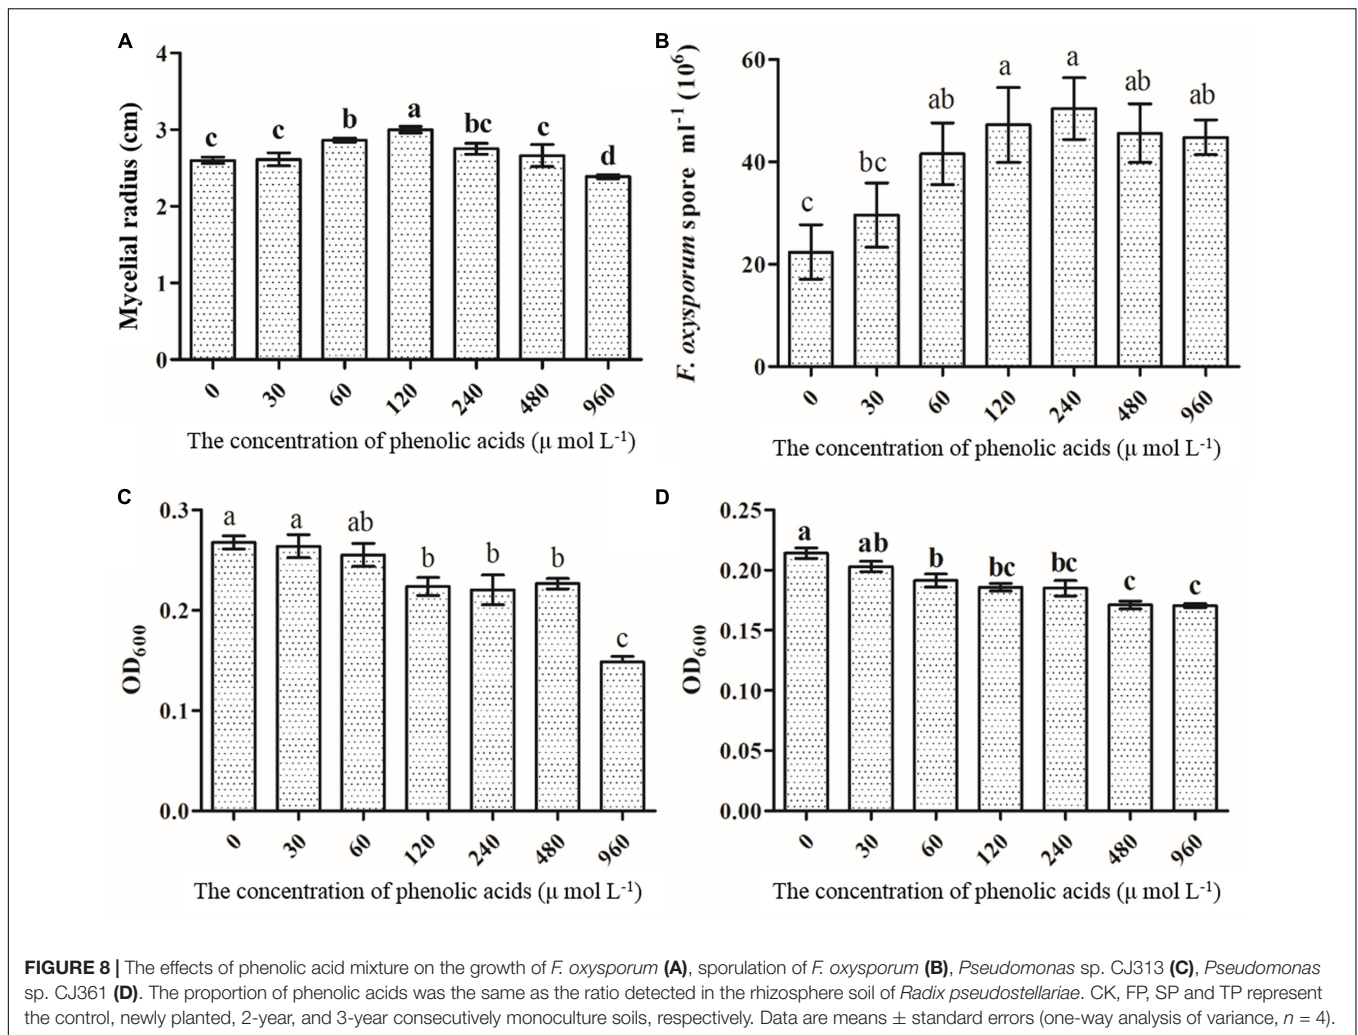 A
4
3
2
1
0
Mycelial radius (cm)
c c b a bc c d
0 30 60 120 240 480 960
The concentration of phenolic acids (μ mol L-1)
B
60
40
20
0
F. oxysporum spore ml-1 (10⁶)
c bc ab a a ab ab
0 30 60 120 240 480 960
The concentration of phenolic acids (μ mol L-1)
C
0.3
0.2
0.1
0.0
OD600
a a ab b b b c
0 30 60 120 240 480 960
The concentration of phenolic acids (μ mol L-1)
D
0.25
0.20
0.15
0.10
0.05
0.00
OD600
a ab b bc bc c c
0 30 60 120 240 480 960
The concentration of phenolic acids (μ mol L-1)
FIGURE 8 | The effects of phenolic acid mixture on the growth of F. oxysporum (A), sporulation of F. oxysporum (B), Pseudomonas sp. CJ313 (C), Pseudomonas
sp. CJ361 (D). The proportion of phenolic acids was the same as the ratio detected in the rhizosphere soil of Radix pseudostellariae. CK, FP, SP and TP represent
the control, newly planted, 2-year, and 3-year consecutively monoculture soils, respectively. Data are means ± standard errors (one-way analysis of variance, n = 4).